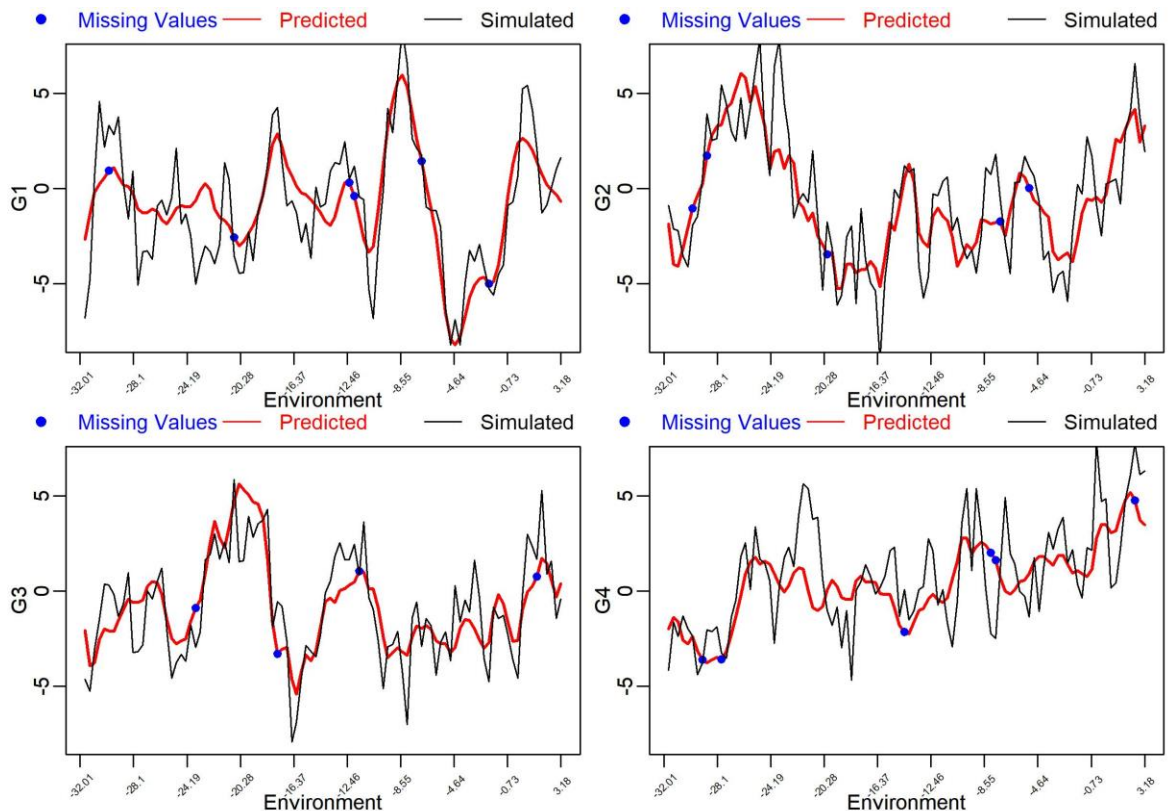 Missing Values Predicted Simulated
5
0
-5
G1
-32.01 -28.1 -24.19 -20.28 -16.37 -12.46 -8.55 -4.64 -0.73 3.18
Environment
Missing Values Predicted Simulated
5
0
-5
G2
-32.01 -28.1 -24.19 -20.28 -16.37 -12.46 -8.55 -4.64 -0.73 3.18
Environment
Missing Values Predicted Simulated
5
0
-5
G3
-32.01 -28.1 -24.19 -20.28 -16.37 -12.46 -8.55 -4.64 -0.73 3.18
Environment
Missing Values Predicted Simulated
5
0
-5
G4
-32.01 -28.1 -24.19 -20.28 -16.37 -12.46 -8.55 -4.64 -0.73 3.18
Environment